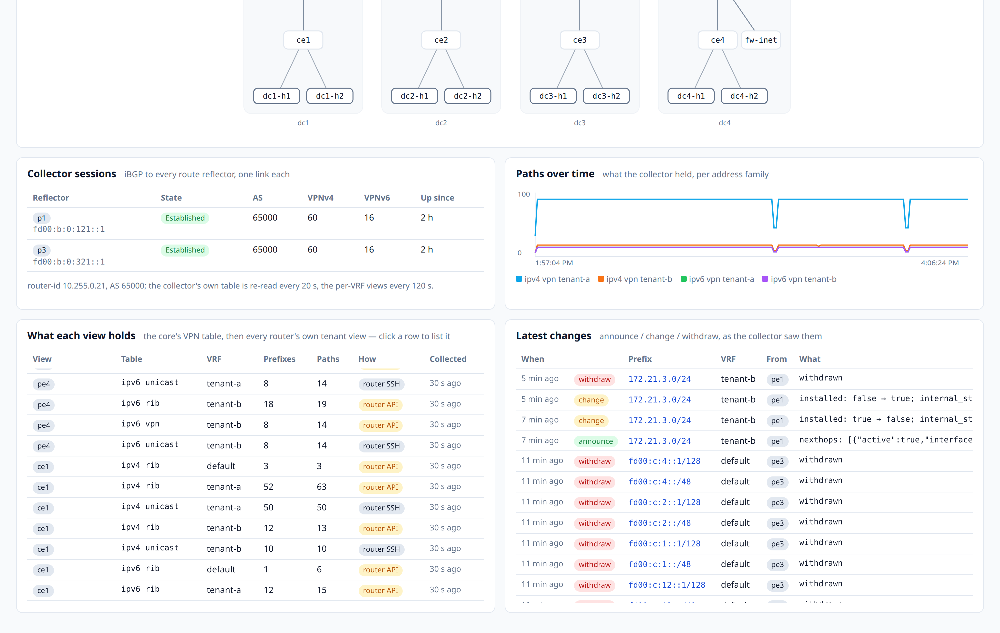 ce1
ce2
ce3
ce4
fw-inet
dc1-h1
dc1-h2
dc2-h1
dc2-h2
dc3-h1
dc3-h2
dc4-h1
dc4-h2
dc1
dc2
dc3
dc4
Collector sessions iBGP to every route reflector, one link each
Reflector State AS VPNv4 VPNv6 Up since
p1 Established 65000 60 16 2 h
fd00:b:0:121::1
p3 Established 65000 60 16 2 h
fd00:b:0:321::1
router-id 10.255.0.21, AS 65000; the collector's own table is re-read every 20 s, the per-VRF views every 120 s.
Paths over time what the collector held, per address family
100
0
1:57:04 PM 4:06:24 PM
ipv4 vpn tenant-a ipv4 vpn tenant-b ipv6 vpn tenant-a ipv6 vpn tenant-b
What each view holds the core's VPN table, then every router's own tenant view — click a row to list it
View Table VRF Prefixes Paths How Collected
pe4 ipv6 unicast tenant-a 8 14 router SSH 30 s ago
pe4 ipv6 rib tenant-b 18 19 router API 30 s ago
pe4 ipv6 vpn tenant-b 8 14 router API 30 s ago
pe4 ipv6 unicast tenant-b 8 14 router SSH 30 s ago
ce1 ipv4 rib default 3 3 router API 30 s ago
ce1 ipv4 rib tenant-a 52 63 router API 30 s ago
ce1 ipv4 unicast tenant-a 50 50 router SSH 30 s ago
ce1 ipv4 rib tenant-b 12 13 router API 30 s ago
ce1 ipv4 unicast tenant-b 10 10 router SSH 30 s ago
ce1 ipv6 rib default 1 6 router API 30 s ago
ce1 ipv6 rib tenant-a 12 15 router API 30 s ago
Latest changes announce / change / withdraw, as the collector saw them
When Prefix VRF From What
5 min ago withdraw 172.21.3.0/24 tenant-b pe1 withdrawn
5 min ago change 172.21.3.0/24 tenant-b pe1 installed: false → true; internal_st
7 min ago change 172.21.3.0/24 tenant-b pe1 installed: true → false; internal_st
7 min ago announce 172.21.3.0/24 tenant-b pe1 nexthops: [{"active":true,"interface
11 min ago withdraw fd00:c:4::1/128 default pe3 withdrawn
11 min ago withdraw fd00:c:4::/48 default pe3 withdrawn
11 min ago withdraw fd00:c:2::1/128 default pe3 withdrawn
11 min ago withdraw fd00:c:2::/48 default pe3 withdrawn
11 min ago withdraw fd00:c:1::1/128 default pe3 withdrawn
11 min ago withdraw fd00:c:1::/48 default pe3 withdrawn
11 min ago withdraw fd00:c:12::1/128 default pe3 withdrawn